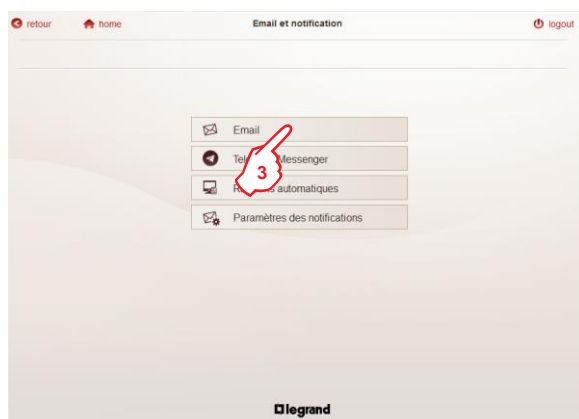 retour home Email et notification logout
Email
Messenger
3
automatiques
Paramètres des notifications
legrand